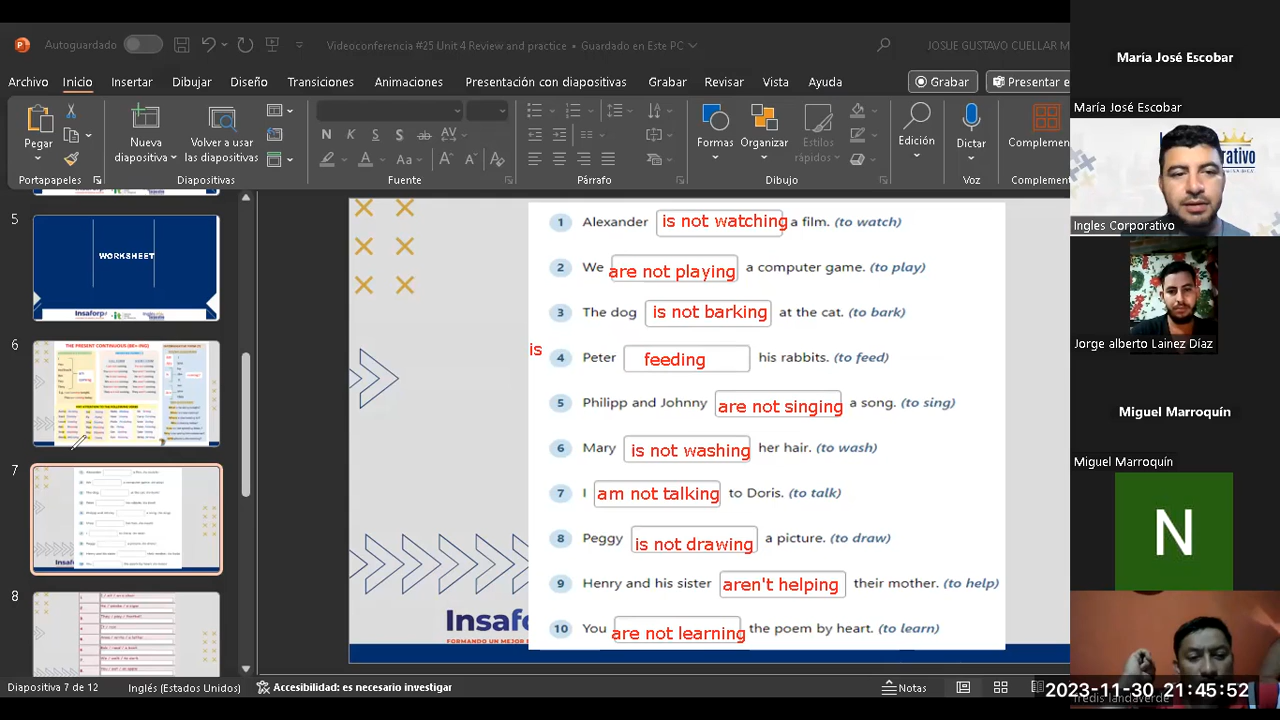 Autoguardado
Videoconferencia #25 Unit 4 Review and practice • Guardado en Este PC
JOSUE GUSTAVO CUELLAR M
Archivo Inicio Insertar Dibujar Diseño Transiciones Animaciones Presentación con diapositivas Grabar Revisar Vista Ayuda
Grabar
Presentar e
Pegar
Nueva diapositiva
Volver a usar las diapositivas
Formas
Organizar
Estilos rápidos
Edición
Dictar
Complemen
Portapapeles
Diapositivas
Fuente
Párrafo
Dibujo
Voz
Complemen
5
WORKSHEET
6
THE PRESENT CONTINUOUS (BE+-ING)
7
8
1 Alexander is not watching a film. (to watch)
2 We are not playing a computer game. (to play)
The dog is not barking at the cat. (to bark)
is Peter feeding his rabbits. (to feed)
Philipp and Johnny are not singing a song. (to sing)
6 Mary is not washing her hair. (to wash)
am not talking to Doris. (to talk)
Peggy is not drawing a picture. (to draw)
9 Henry and his sister aren't helping their mother. (to help)
10 You are not learning the poem by heart. (to learn)
Insafo
FORMANDO UN MEJOR
María José Escobar
María José Escobar
Ingles Corporativo
Jorge alberto Lainez Díaz
Miguel Marroquín
Miguel Marroquín
N
fredis landaverde
2023-11-30 21:45:52
Diapositiva 7 de 12
Inglés (Estados Unidos)
Accesibilidad: es necesario investigar
Notas